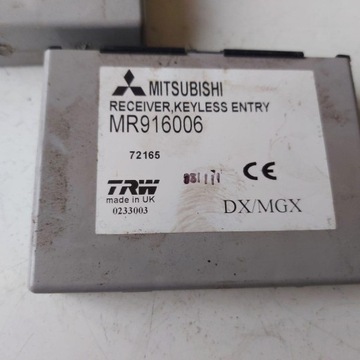 MITSUBISHI
RECEIVER,KEYLESS ENTRY
MR916006
72165
TRW
made in UK
0233003
CE
DX/MGX